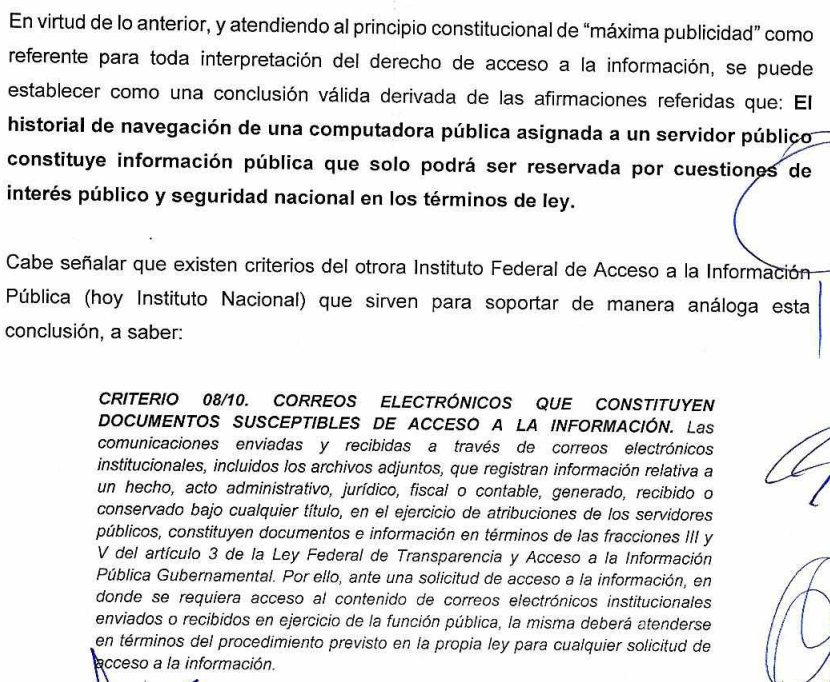 En virtud de lo anterior, y atendiendo al principio constitucional de “máxima publicidad” como
referente para toda interpretación del derecho de acceso a la información, se puede
establecer como una conclusión válida derivada de las afirmaciones referidas que: El
historial de navegación de una computadora pública asignada a un servidor público
constituye información pública que solo podrá ser reservada por cuestiones de
interés público y seguridad nacional en los términos de ley.
Cabe señalar que existen criterios del otrora Instituto Federal de Acceso a la Información
Pública (hoy Instituto Nacional) que sirven para soportar de manera análoga esta
conclusión, a saber:
CRITERIO 08/10. CORREOS ELECTRÓNICOS QUE CONSTITUYEN
DOCUMENTOS SUSCEPTIBLES DE ACCESO A LA INFORMACIÓN. Las
comunicaciones enviadas y recibidas a través de correos electrónicos
institucionales, incluidos los archivos adjuntos, que registran información relativa a
un hecho, acto administrativo, jurídico, fiscal o contable, generado, recibido o
conservado bajo cualquier título, en el ejercicio de atribuciones de los servidores
públicos, constituyen documentos e información en términos de las fracciones III y
V del artículo 3 de la Ley Federal de Transparencia y Acceso a la Información
Pública Gubernamental. Por ello, ante una solicitud de acceso a la información, en
donde se requiera acceso al contenido de correos electrónicos institucionales
enviados o recibidos en ejercicio de la función pública, la misma deberá atenderse
en términos del procedimiento previsto en la propia ley para cualquier solicitud de
acceso a la información.